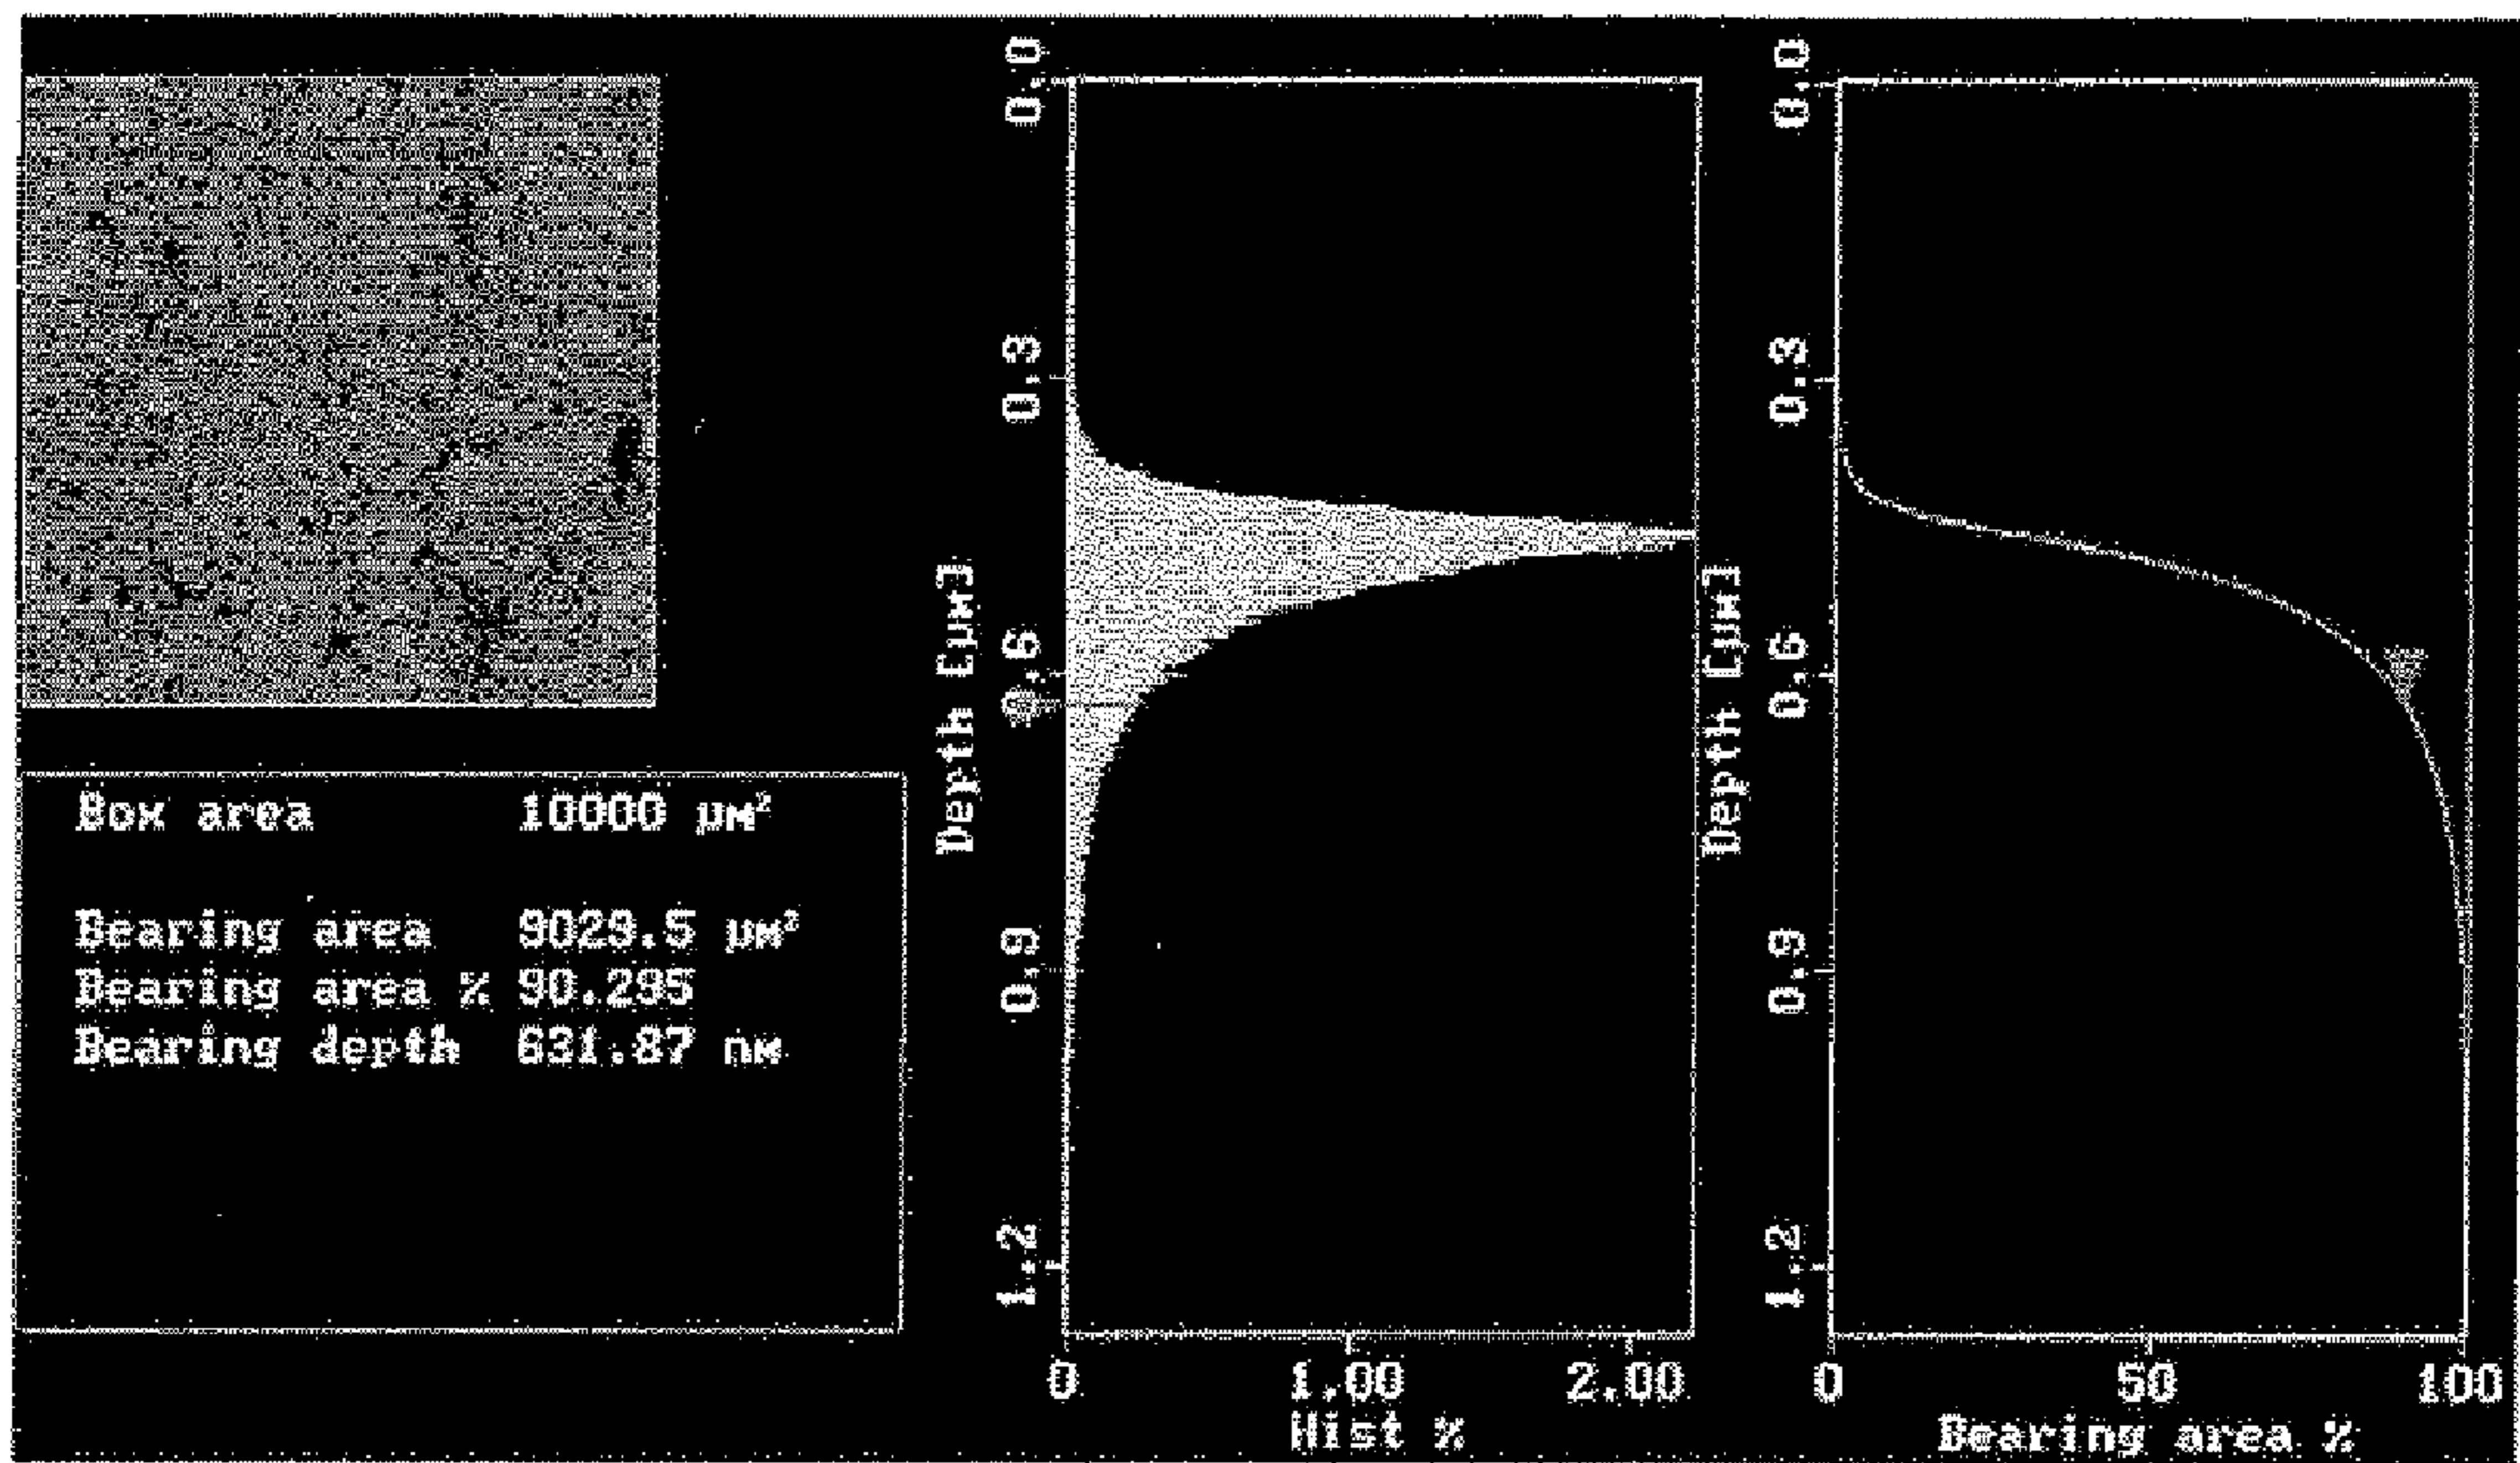 Box area 10000 µm²
Bearing area 9029.5 µm²
Bearing area % 90.295
Bearing depth 631.87 nm
Depth [µm]
0.0
0.3
0.6
0.9
1.2
0 1.00 2.00
Hist %
Depth [µm]
0.0
0.3
0.6
0.9
1.2
0 50 100
Bearing area %